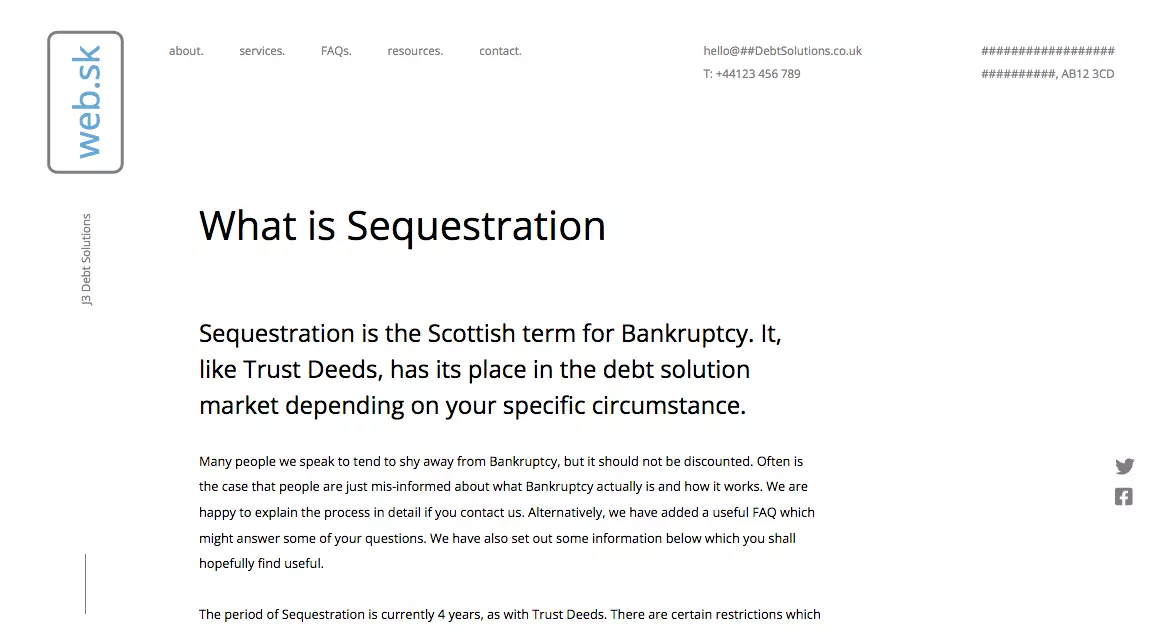 web.sk
about. services. FAQs. resources. contact.
hello@##DebtSolutions.co.uk
T: +44123 456 789
##################
##########, AB12 3CD
J3 Debt Solutions
What is Sequestration
Sequestration is the Scottish term for Bankruptcy. It,
like Trust Deeds, has its place in the debt solution
market depending on your specific circumstance.
Many people we speak to tend to shy away from Bankruptcy, but it should not be discounted. Often is
the case that people are just mis-informed about what Bankruptcy actually is and how it works. We are
happy to explain the process in detail if you contact us. Alternatively, we have added a useful FAQ which
might answer some of your questions. We have also set out some information below which you shall
hopefully find useful.
The period of Sequestration is currently 4 years, as with Trust Deeds. There are certain restrictions which